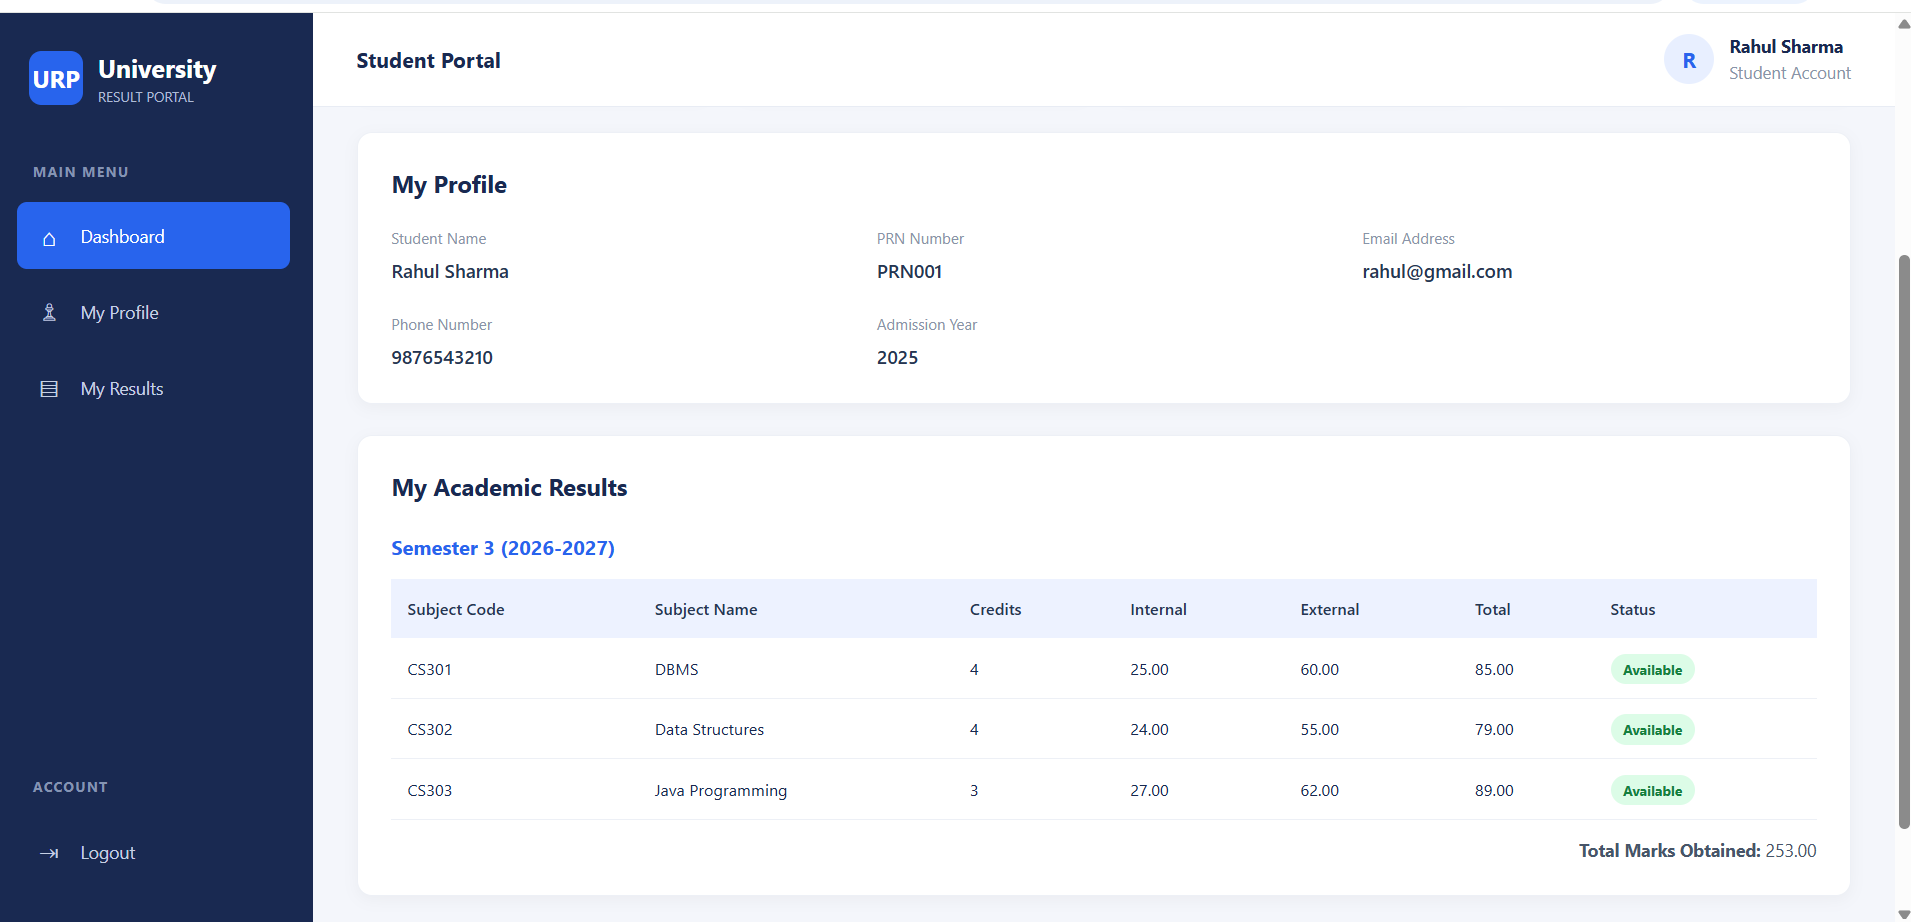 URP
University
RESULT PORTAL
MAIN MENU
Dashboard
My Profile
My Results
ACCOUNT
Logout
Student Portal
R
Rahul Sharma
Student Account
My Profile
Student Name PRN Number Email Address
Rahul Sharma PRN001 rahul@gmail.com
Phone Number Admission Year
9876543210 2025
My Academic Results
Semester 3 (2026-2027)
Subject Code Subject Name Credits Internal External Total Status
CS301 DBMS 4 25.00 60.00 85.00 Available
CS302 Data Structures 4 24.00 55.00 79.00 Available
CS303 Java Programming 3 27.00 62.00 89.00 Available
Total Marks Obtained: 253.00